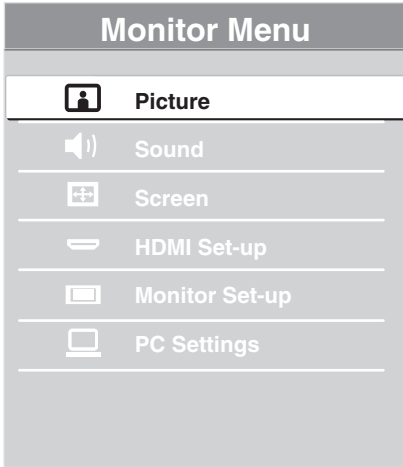 Monitor Menu
Picture
Sound
Screen
HDMI Set-up
Monitor Set-up
PC Settings